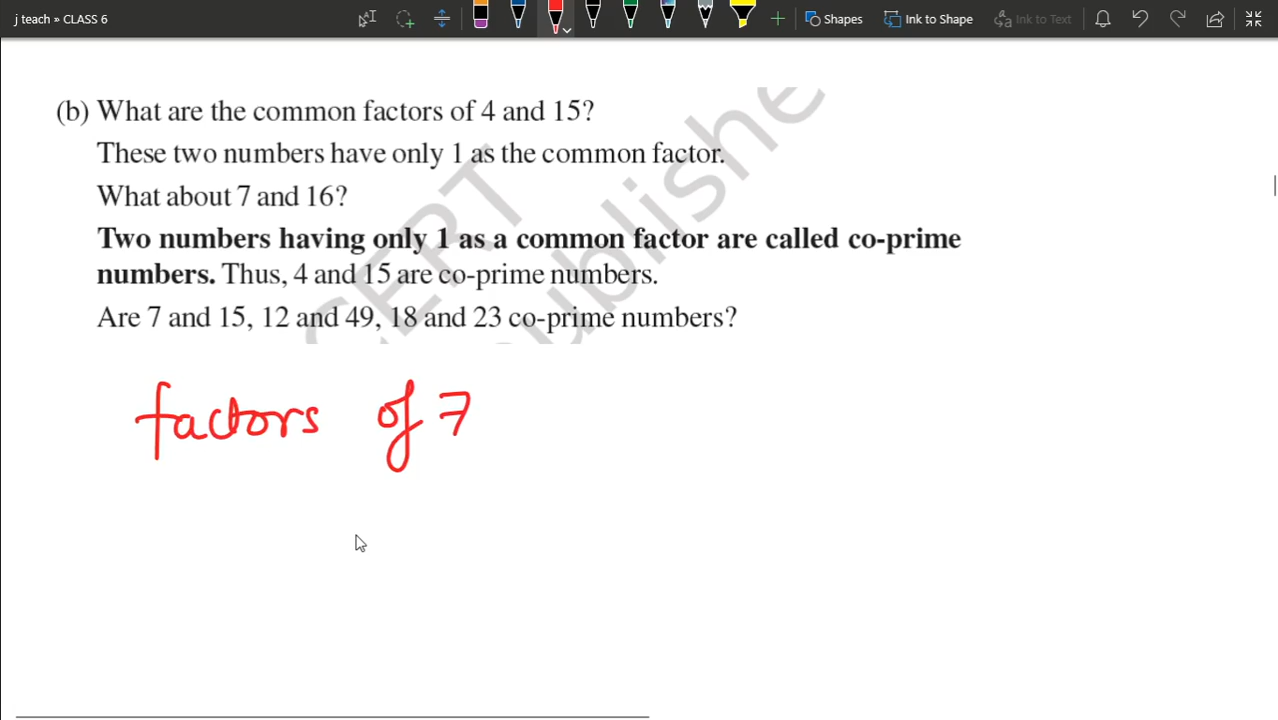 j teach » CLASS 6
Shapes
Ink to Shape
Ink to Text
(b) What are the common factors of 4 and 15?
These two numbers have only 1 as the common factor.
What about 7 and 16?
Two numbers having only 1 as a common factor are called co-prime
numbers. Thus, 4 and 15 are co-prime numbers.
Are 7 and 15, 12 and 49, 18 and 23 co-prime numbers?
factors of 7